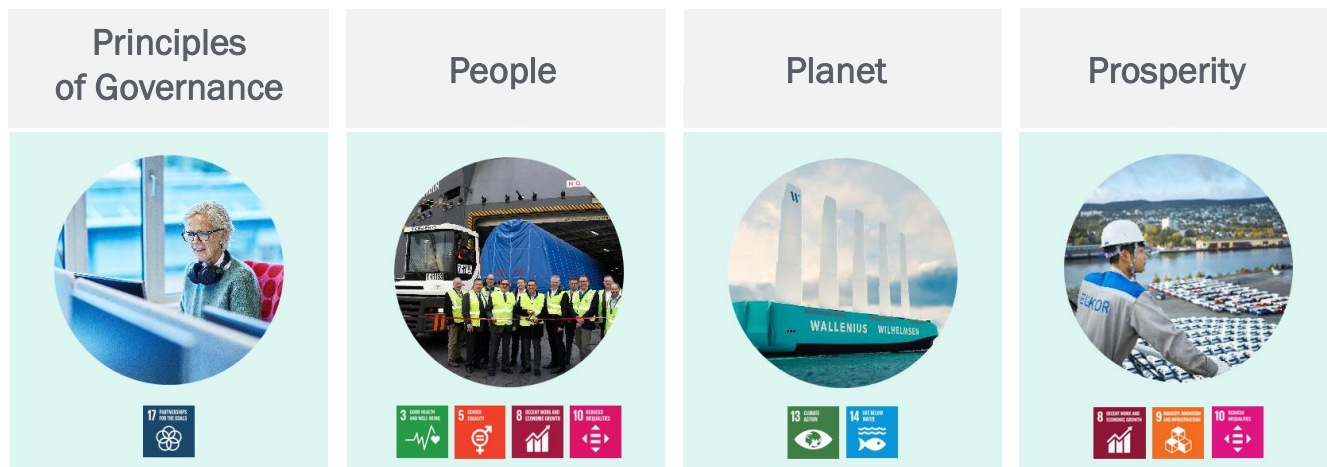 Principles
of Governance
People
Planet
Prosperity
NO
W
WALLENIUS WILHELMSEN
17 PARTNERSHIPS
FOR THE GOALS
3 GOOD HEALTH
AND WELL-BEING
5 GENDER
EQUALITY
8 DECENT WORK AND
ECONOMIC GROWTH
10 REDUCED
INEQUALITIES
13 CLIMATE
ACTION
14 LIFE BELOW
WATER
8 DECENT WORK AND
ECONOMIC GROWTH
9 INDUSTRY, INNOVATION
AND INFRASTRUCTURE
10 REDUCED
INEQUALITIES